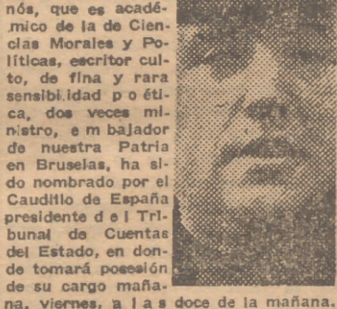 nós, que es acadé-
mico de la de Cien-
cias Morales y Po-
líticas, escritor cul-
to, de fina y rara
sensibilidad poéti-
ca, dos veces mi-
nistro, embajador
de nuestra Patria
en Bruselas, ha si-
do nombrado por el
Caudillo de España
presidente del Tri-
bunal de Cuentas
del Estado, en don-
de tomará posesión
de su cargo maña-
na, viernes, a las doce de la mañana.